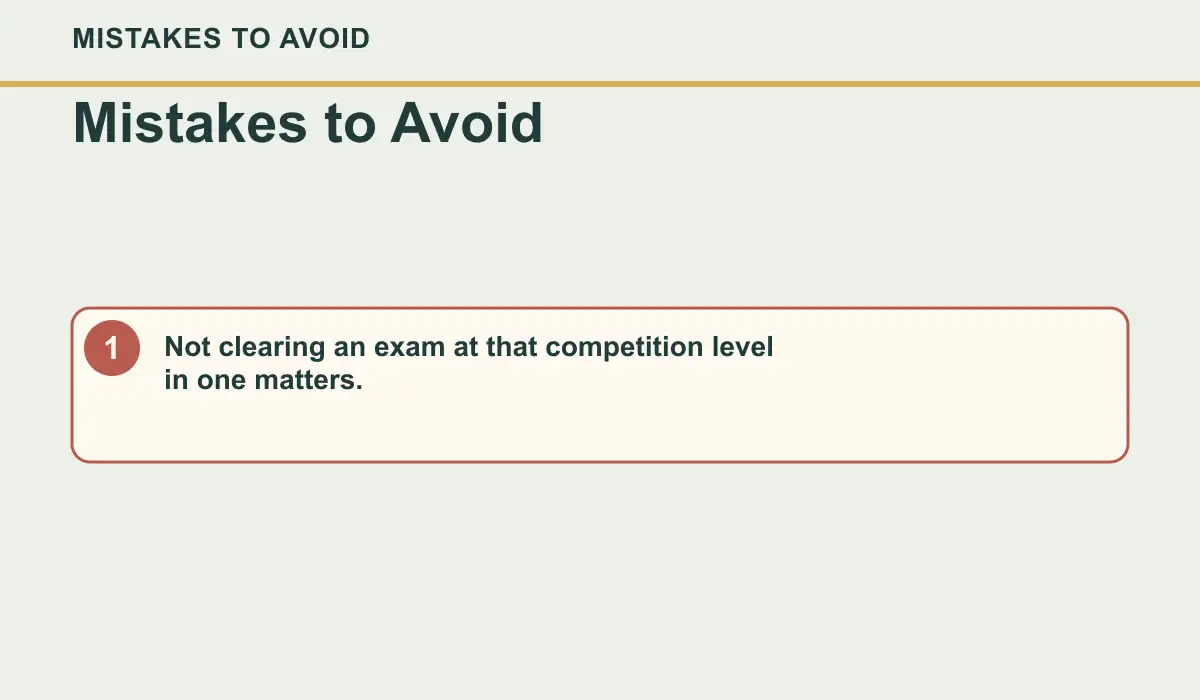 MISTAKES TO AVOID
Mistakes to Avoid
1
Not clearing an exam at that competition level
in one matters.